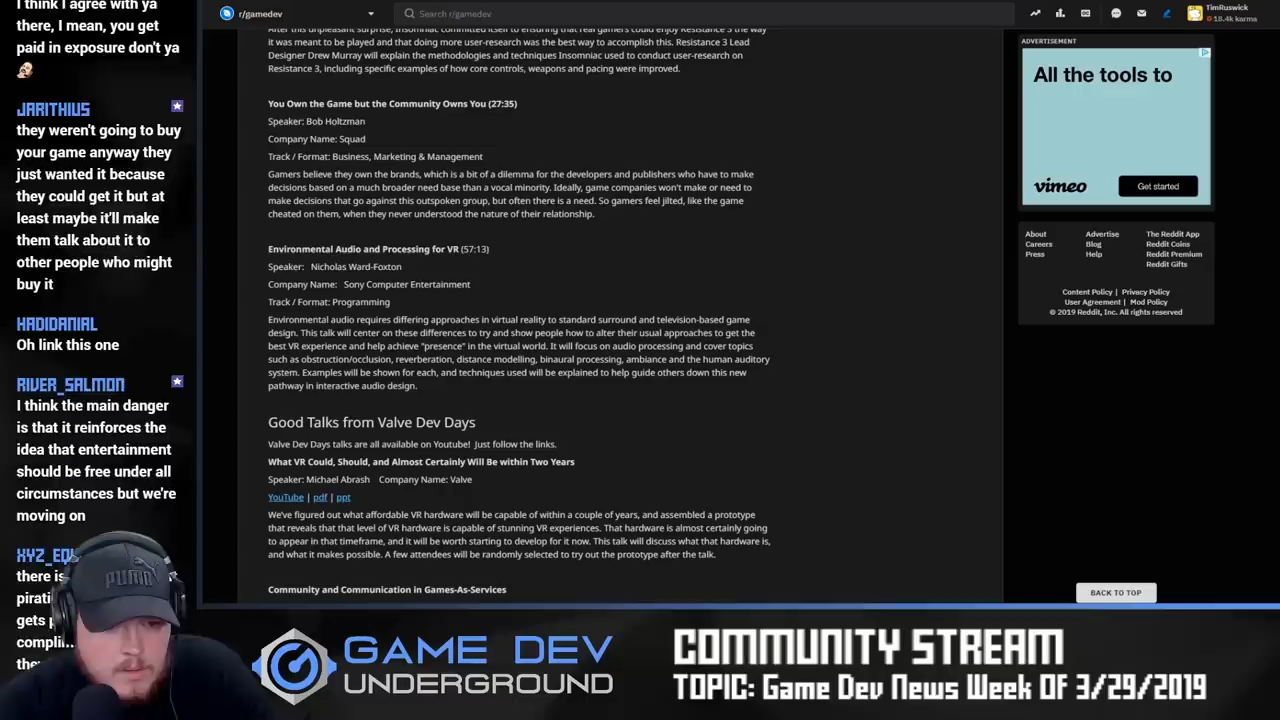 I think I agree with ya
there, I mean, you get
paid in exposure don't ya
JARITHIUS
they weren't going to buy
your game anyway they
just wanted it because
they could get it but at
least maybe it'll make
them talk about it to
other people who might
buy it
HADIDANIAL
Oh link this one
RIVER_SALMON
I think the main danger
is that it reinforces the
idea that entertainment
should be free under all
circumstances but we're
moving on
there is
r/gamedev
Search r/gamedev
TimRuswick
18.4k karma
After this unpleasant surprise, Insomniac committed itself to ensuring that real gamers could enjoy Resistance 3 the way
it was meant to be played and that doing more user-research was the best way to accomplish this. Resistance 3 Lead
Designer Drew Murray will explain the methodologies and techniques Insomniac used to conduct user-research on
Resistance 3, including specific examples of how core controls, weapons and pacing were improved.
You Own the Game but the Community Owns You (27:35)
Speaker: Bob Holtzman
Company Name: Squad
Track / Format: Business, Marketing & Management
Gamers believe they own the brands, which is a bit of a dilemma for the developers and publishers who have to make
decisions based on a much broader need base than a vocal minority. Ideally, game companies won't make or need to
make decisions that go against this outspoken group, but often there is a need. So gamers feel jilted, like the game
cheated on them, when they never understood the nature of their relationship.
Environmental Audio and Processing for VR (57:13)
Speaker: Nicholas Ward-Foxton
Company Name: Sony Computer Entertainment
Track / Format: Programming
Environmental audio requires differing approaches in virtual reality to standard surround and television-based game
design. This talk will center on these differences to try and show people how to alter their usual approaches to get the
best VR experience and help achieve "presence" in the virtual world. It will focus on audio processing and cover topics
such as obstruction/occlusion, reverberation, distance modelling, binaural processing, ambiance and the human auditory
system. Examples will be shown for each, and techniques used will be explained to help guide others down this new
pathway in interactive audio design.
Good Talks from Valve Dev Days
Valve Dev Days talks are all available on Youtube! Just follow the links.
What VR Could, Should, and Almost Certainly Will Be within Two Years
Speaker: Michael Abrash Company Name: Valve
YouTube | pdf | ppt
We've figured out what affordable VR hardware will be capable of within a couple of years, and assembled a prototype
that reveals that that level of VR hardware is capable of stunning VR experiences. That hardware is almost certainly going
to appear in that timeframe, and it will be worth starting to develop for it now. This talk will discuss what that hardware is,
and what it makes possible. A few attendees will be randomly selected to try out the prototype after the talk.
Community and Communication in Games-As-Services
ADVERTISEMENT
All the tools to
vimeo
Get started
About Advertise The Reddit App
Careers Blog Reddit Coins
Press Help Reddit Premium
Reddit Gifts
Content Policy | Privacy Policy
User Agreement | Mod Policy
© 2019 Reddit, Inc. All rights reserved
BACK TO TOP
PUMA
GAME DEV
UNDERGROUND
COMMUNITY STREAM
TOPIC: Game Dev News Week OF 3/29/2019